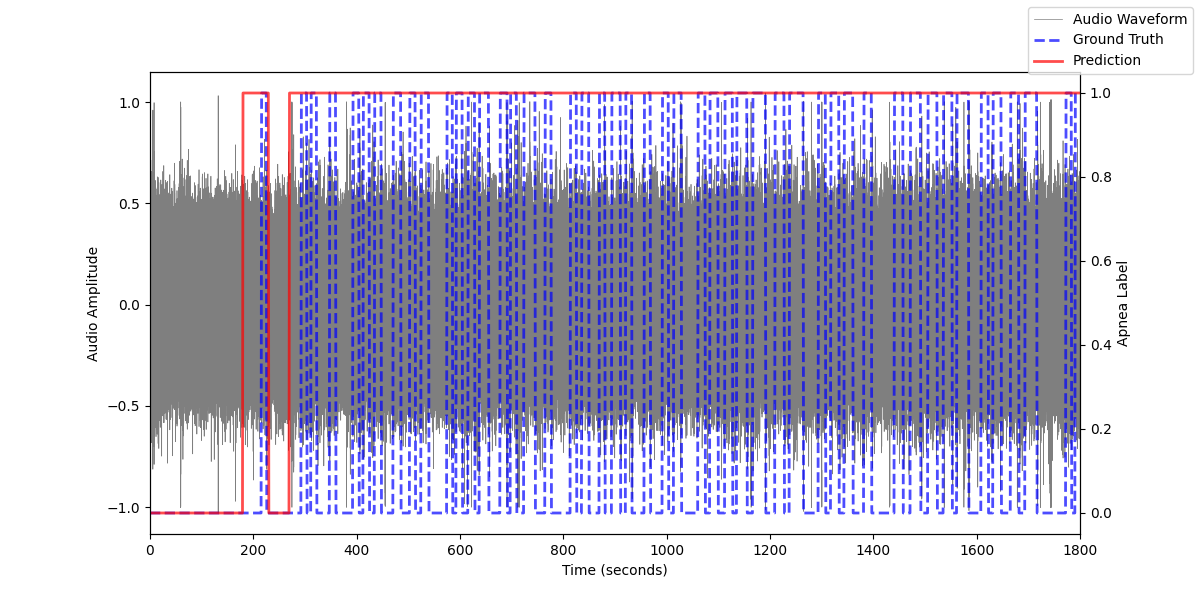 Audio Waveform
Ground Truth
Prediction
1.0
0.5
0.0
−0.5
−1.0
Audio Amplitude
1.0
0.8
0.6
0.4
0.2
0.0
Apnea Label
0 200 400 600 800 1000 1200 1400 1600 1800
Time (seconds)